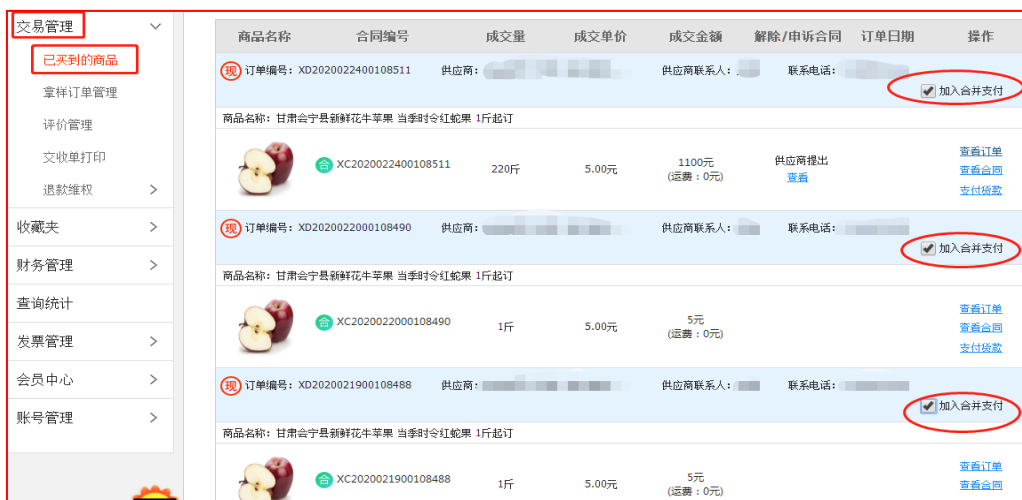 交易管理
已买到的商品
拿样订单管理
评价管理
交收单打印
退款维权
收藏夹
财务管理
查询统计
发票管理
会员中心
账号管理
商品名称 合同编号 成交量 成交单价 成交金额 解除/申诉合同 订单日期 操作
现 订单编号: XD2020022400108511 供应商: 供应商联系人: 联系电话:
加入合并支付
商品名称: 甘肃会宁县新鲜花牛苹果 当季时令红蛇果 1斤起订
合 XC2020022400108511 220斤 5.00元 1100元 (运费:0元) 供应商提出 查看 查看订单
查看合同
支付货款
现 订单编号: XD2020022000108490 供应商: 供应商联系人: 联系电话:
加入合并支付
商品名称: 甘肃会宁县新鲜花牛苹果 当季时令红蛇果 1斤起订
合 XC2020022000108490 1斤 5.00元 5元 (运费:0元) 查看订单
查看合同
支付货款
现 订单编号: XD2020021900108488 供应商: 供应商联系人: 联系电话:
加入合并支付
商品名称: 甘肃会宁县新鲜花牛苹果 当季时令红蛇果 1斤起订
合 XC2020021900108488 1斤 5.00元 5元 (运费:0元) 查看订单
查看合同